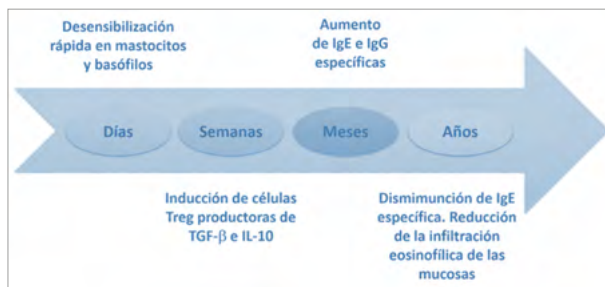 Desensibilización
rápida en mastocitos
y basófilos
Aumento
de IgE e IgG
específicas
Días
Semanas
Meses
Años
Inducción de células
Treg productoras de
TGF-β e IL-10
Dismimunción de IgE
específica. Reducción
de la infiltración
eosinofílica de las
mucosas